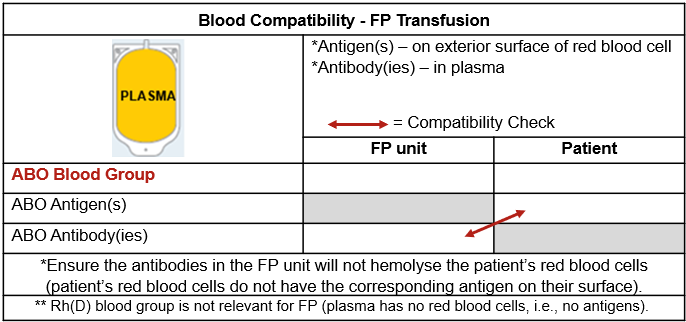 Blood Compatibility - FP Transfusion
PLASMA
*Antigen(s) – on exterior surface of red blood cell
*Antibody(ies) – in plasma
= Compatibility Check
FP unit
Patient
ABO Blood Group
ABO Antigen(s)
ABO Antibody(ies)
*Ensure the antibodies in the FP unit will not hemolyse the patient's red blood cells
(patient's red blood cells do not have the corresponding antigen on their surface).
** Rh(D) blood group is not relevant for FP (plasma has no red blood cells, i.e., no antigens).